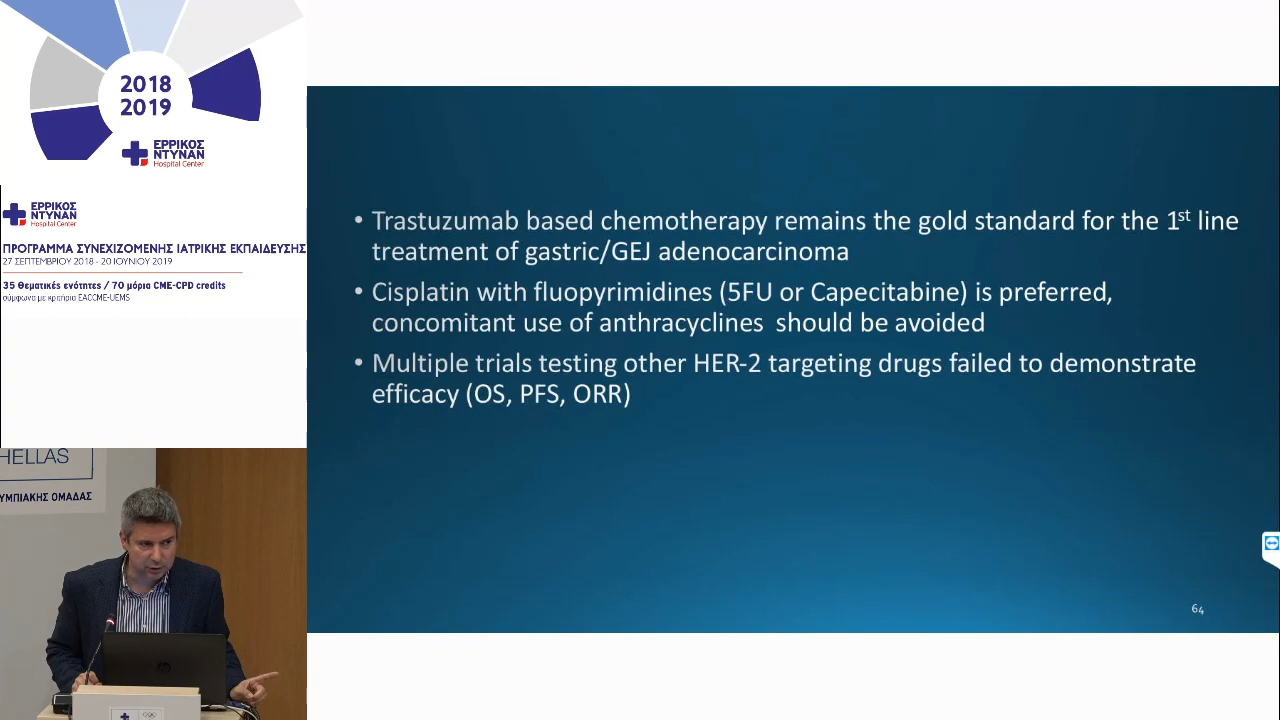 2018
2019
ΕΡΡΙΚΟΣ
ΝΤΥΝΑΝ
Hospital Center
ΕΡΡΙΚΟΣ
ΝΤΥΝΑΝ
Hospital Center
ΠΡΟΓΡΑΜΜΑ ΣΥΝΕΧΙΖΟΜΕΝΗΣ ΙΑΤΡΙΚΗΣ ΕΚΠΑΙΔΕΥΣΗΣ
27 ΣΕΠΤΕΜΒΡΙΟΥ 2018 - 20 ΙΟΥΝΙΟΥ 2019
35 θεματικές ενότητες / 70 μόρια CME-CPD credits
σύμφωνα με κριτήρια EACCME-UEMS
• Trastuzumab based chemotherapy remains the gold standard for the 1st line
treatment of gastric/GEJ adenocarcinoma
• Cisplatin with fluopyrimidines (5FU or Capecitabine) is preferred,
concomitant use of anthracyclines should be avoided
• Multiple trials testing other HER-2 targeting drugs failed to demonstrate
efficacy (OS, PFS, ORR)
64
HELLAS
ΥΜΠΙΑΚΗΣ ΟΜΑΔΑΣ